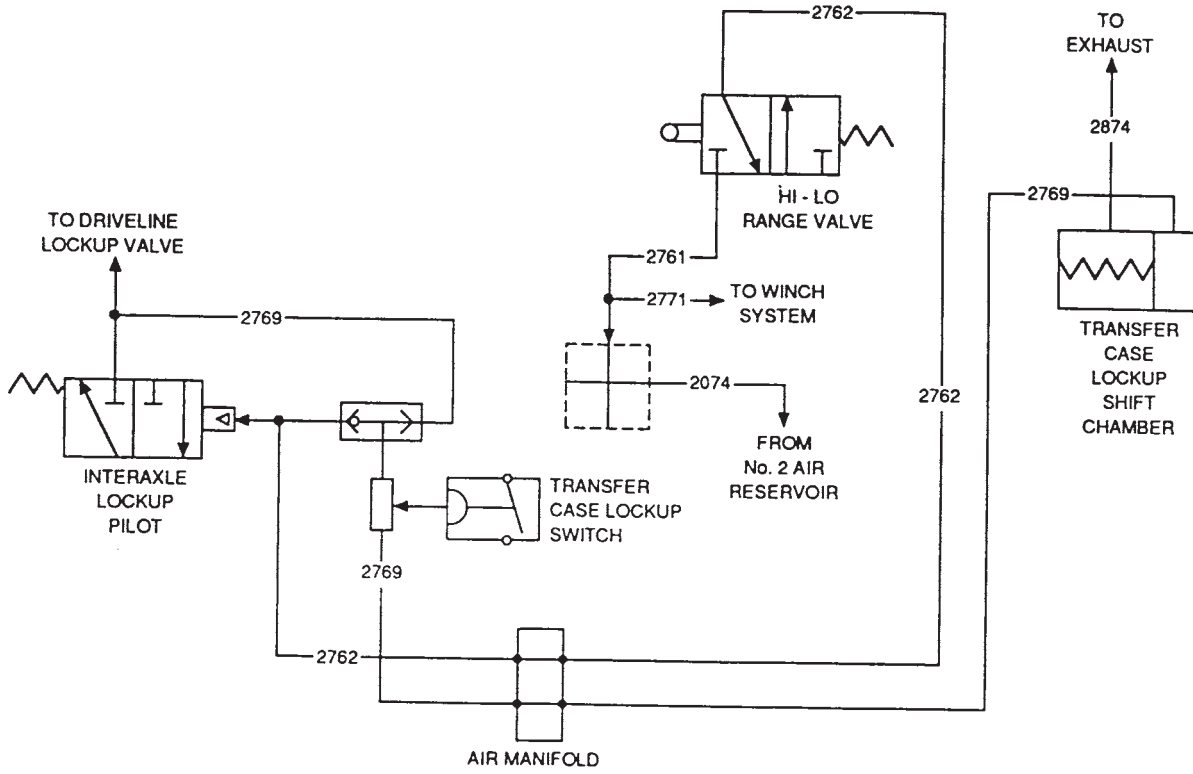 2762
TO
EXHAUST
2874
HI - LO
RANGE VALVE
2769
TO DRIVELINE
LOCKUP VALVE
2761
2771
TO WINCH
SYSTEM
2769
TRANSFER
CASE
LOCKUP
SHIFT
CHAMBER
2074
2762
FROM
No. 2 AIR
RESERVOIR
INTERAXLE
LOCKUP
PILOT
TRANSFER
CASE LOCKUP
SWITCH
2769
2762
AIR MANIFOLD